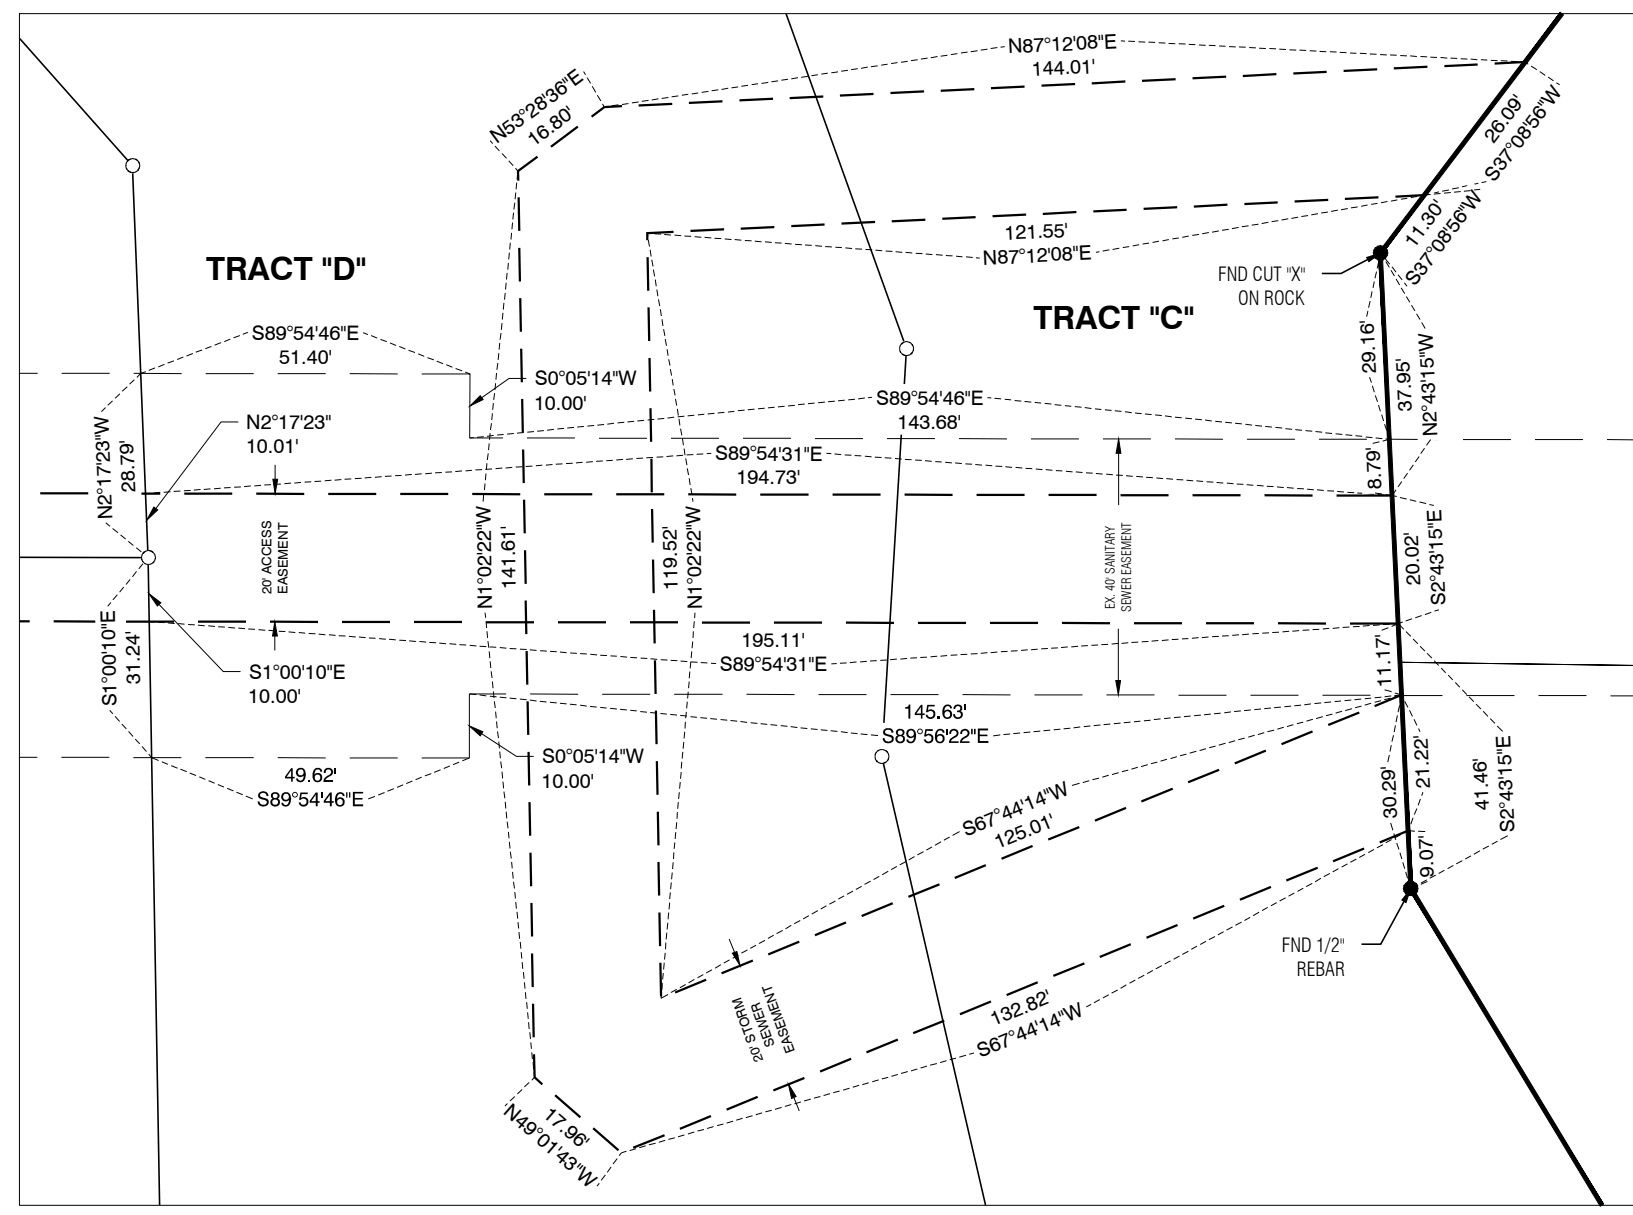 N87°12'08"E
144.01'
N53°28'36"E
16.80'
26.09'
S37°08'56"W
11.30'
S37°08'56"W
121.55'
N87°12'08"E
TRACT "D"
FND CUT "X"
ON ROCK
TRACT "C"
S89°54'46"E
51.40'
29.16'
37.95'
N2°43'15"W
S0°05'14"W
10.00'
S89°54'46"E
143.68'
N2°17'23"
10.01'
N2°17'23"W
28.79'
S89°54'31"E
194.73'
8.79'
20' ACCESS
EASEMENT
N1°02'22"W
141.61'
119.52'
N1°02'22"W
EX. 40' SANITARY
SEWER EASEMENT
20.02'
S2°43'15"E
S1°00'10"E
31.24'
195.11'
S89°54'31"E
11.17'
S1°00'10"E
10.00'
145.63'
S89°56'22"E
S0°05'14"W
10.00'
49.62'
S89°54'46"E
30.29'
21.22'
41.46'
S2°43'15"E
S67°44'14"W
125.01'
9.07'
FND 1/2"
REBAR
20' STORM
SEWER
EASEMENT
132.82'
S67°44'14"W
17.96'
N49°01'43"W